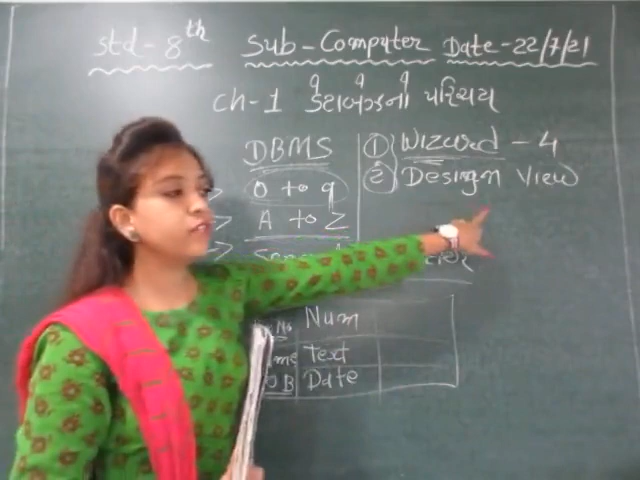 std - 8th Sub - Computer Date - 22/7/21
ch-1 ડેટાબેઝનો પરિચય
DBMS
> 0 to 9
> A to Z
① Wizard - 4
② Design View
No Num
Text
B Date